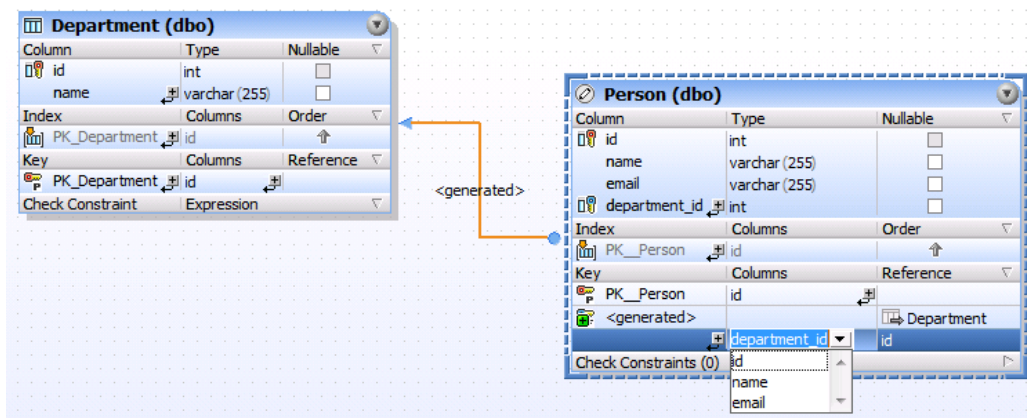 Department (dbo)
Column Type Nullable
id int
name varchar (255)
Index Columns Order
PK_Department id
Key Columns Reference
PK_Department id
Check Constraint Expression
<generated>
Person (dbo)
Column Type Nullable
id int
name varchar (255)
email varchar (255)
department_id int
Index Columns Order
PK__Person id
Key Columns Reference
PK__Person id
<generated> Department
department_id id
Check Constraints (0)
id
name
email